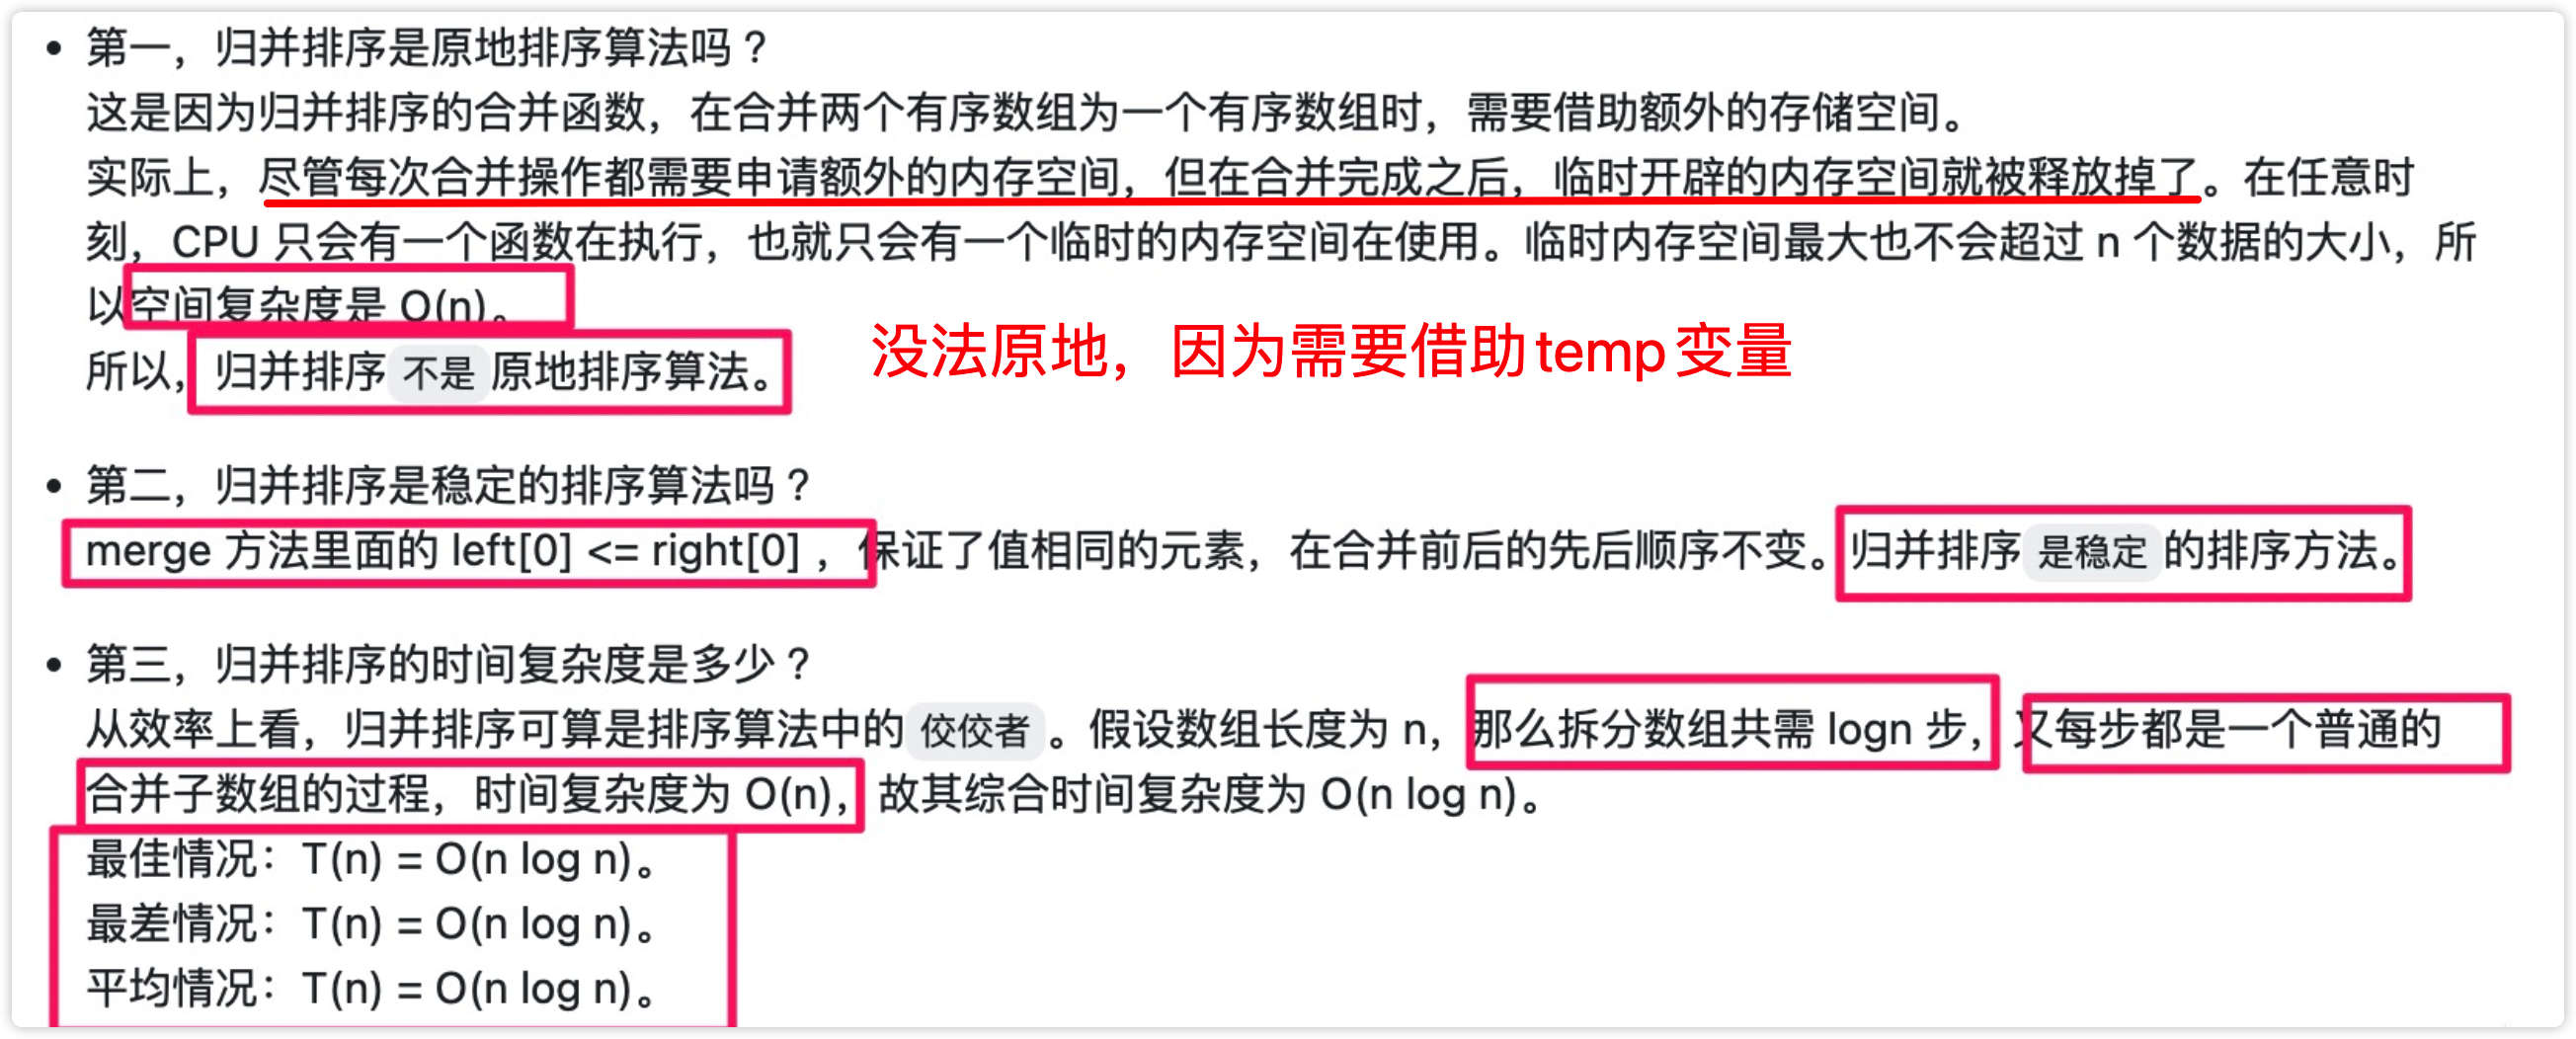 • 第一，归并排序是原地排序算法吗？
这是因为归并排序的合并函数，在合并两个有序数组为一个有序数组时，需要借助额外的存储空间。
实际上，尽管每次合并操作都需要申请额外的内存空间，但在合并完成之后，临时开辟的内存空间就被释放掉了。在任意时
刻，CPU 只会有一个函数在执行，也就只会有一个临时的内存空间在使用。临时内存空间最大也不会超过 n 个数据的大小，所
以空间复杂度是 O(n)。
没法原地，因为需要借助temp变量
所以，归并排序 不是 原地排序算法。
• 第二，归并排序是稳定的排序算法吗？
merge 方法里面的 left[0] <= right[0] ，保证了值相同的元素，在合并前后的先后顺序不变。归并排序 是稳定 的排序方法。
• 第三，归并排序的时间复杂度是多少？
从效率上看，归并排序可算是排序算法中的 佼佼者 。假设数组长度为 n，那么拆分数组共需 logn 步，又每步都是一个普通的
合并子数组的过程，时间复杂度为 O(n)，故其综合时间复杂度为 O(n log n)。
最佳情况：T(n) = O(n log n)。
最差情况：T(n) = O(n log n)。
平均情况：T(n) = O(n log n)。